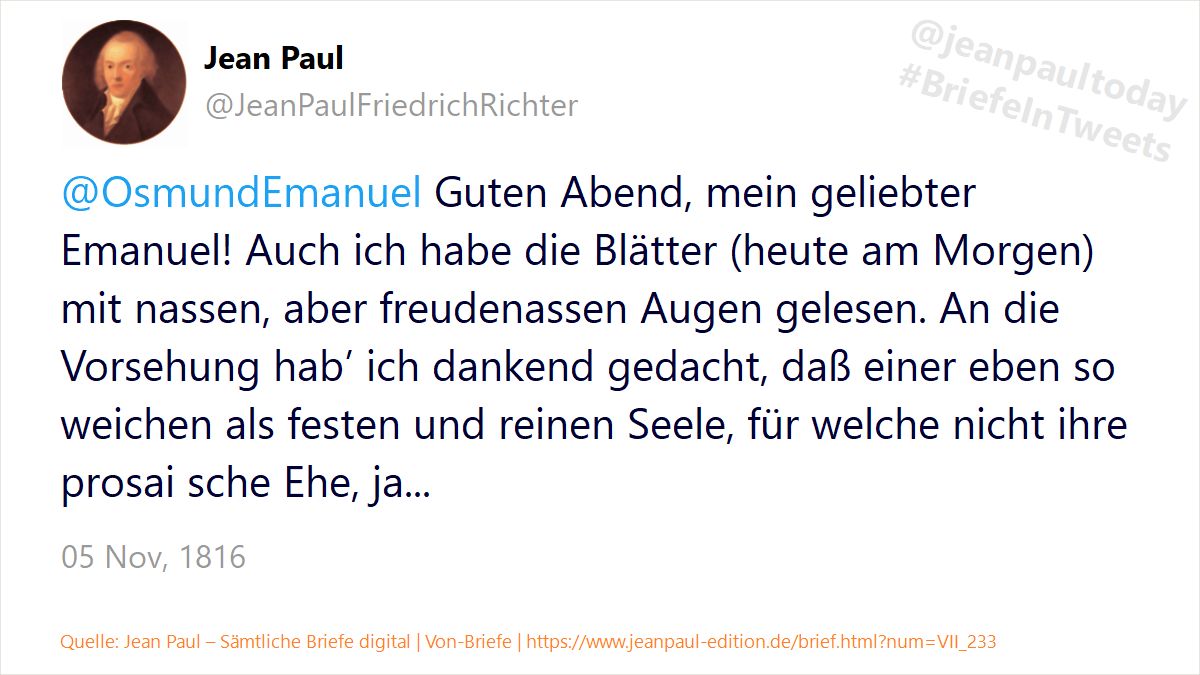 Jean Paul
@JeanPaulFriedrichRichter
@jeanpaultoday
#BriefeInTweets
@OsmundEmanuel Guten Abend, mein geliebter
Emanuel! Auch ich habe die Blätter (heute am Morgen)
mit nassen, aber freudenassen Augen gelesen. An die
Vorsehung hab’ ich dankend gedacht, daß einer eben so
weichen als festen und reinen Seele, für welche nicht ihre
prosai sche Ehe, ja...
05 Nov, 1816
Quelle: Jean Paul – Sämtliche Briefe digital | Von-Briefe | https://www.jeanpaul-edition.de/brief.html?num=VII_233